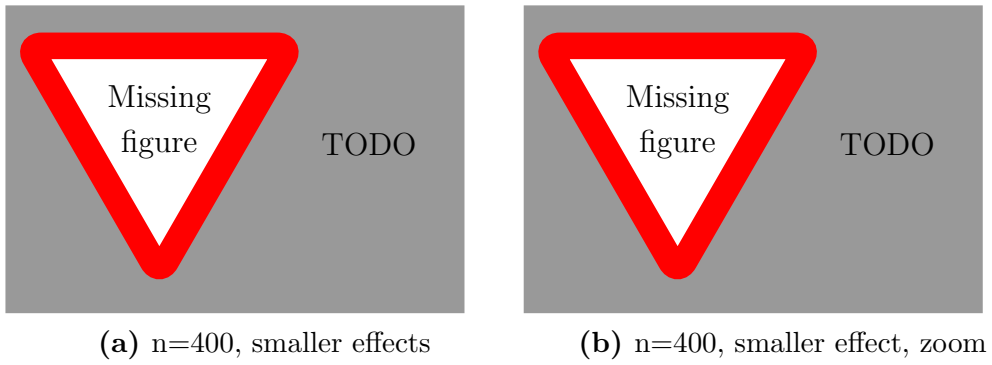 Missing
figure
TODO
Missing
figure
TODO
(a) n=400, smaller effects
(b) n=400, smaller effect, zoom